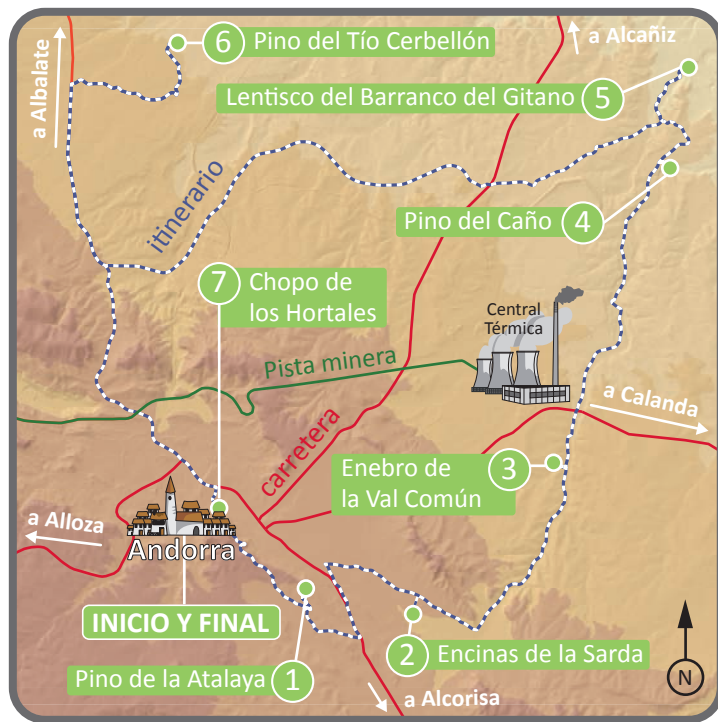 6 Pino del Tío Cerbellón
a Alcañiz
a Albalate
Lentisco del Barranco del Gitano 5
itinerario
Pino del Caño 4
7 Chopo de
los Hortales
Central
Térmica
Pista minera
a Calanda
carretera
Enebro de
la Val Común
3
a Alloza
Andorra
INICIO Y FINAL
2 Encinas de la Sarda
Pino de la Atalaya 1
a Alcorisa
N